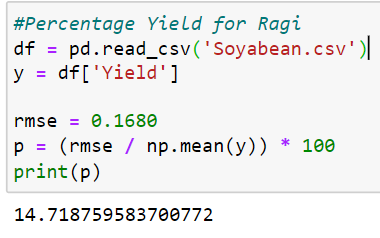 #Percentage Yield for Ragi
df = pd.read_csv('Soyabean.csv')
y = df['Yield']
rmse = 0.1680
p = (rmse / np.mean(y)) * 100
print(p)
14.718759583700772